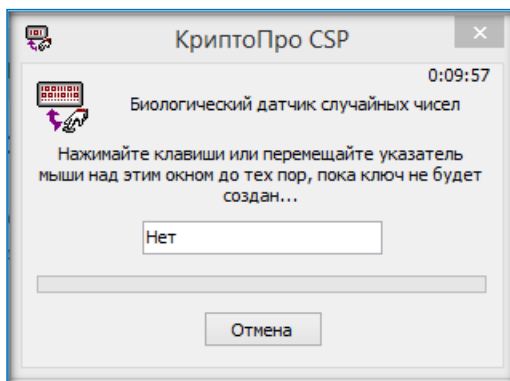 КриптоПро CSP
0:09:57
Биологический датчик случайных чисел
Нажимайте клавиши или перемещайте указатель
мыши над этим окном до тех пор, пока ключ не будет
создан...
Нет
Отмена